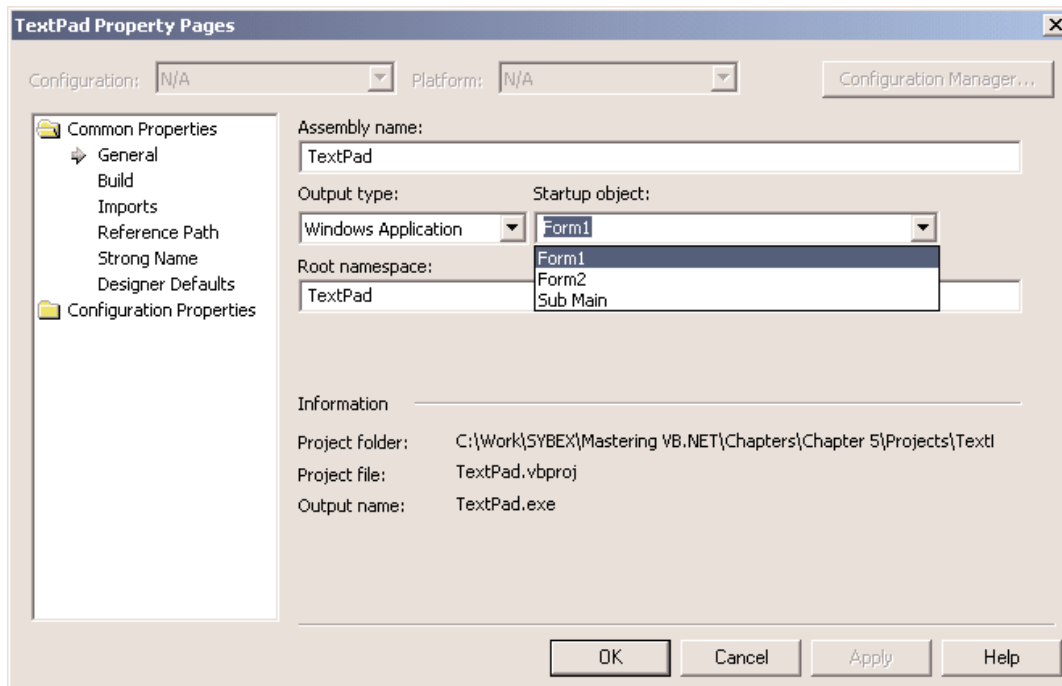 TextPad Property Pages
Configuration: N/A Platform: N/A Configuration Manager...
Common Properties
General
Build
Imports
Reference Path
Strong Name
Designer Defaults
Configuration Properties
Assembly name:
TextPad
Output type: Startup object:
Windows Application Form1
Form1
Form2
Sub Main
Root namespace:
TextPad
Information
Project folder: C:\Work\SYBEX\Mastering VB.NET\Chapters\Chapter 5\Projects\Textl
Project file: TextPad.vbproj
Output name: TextPad.exe
OK Cancel Apply Help